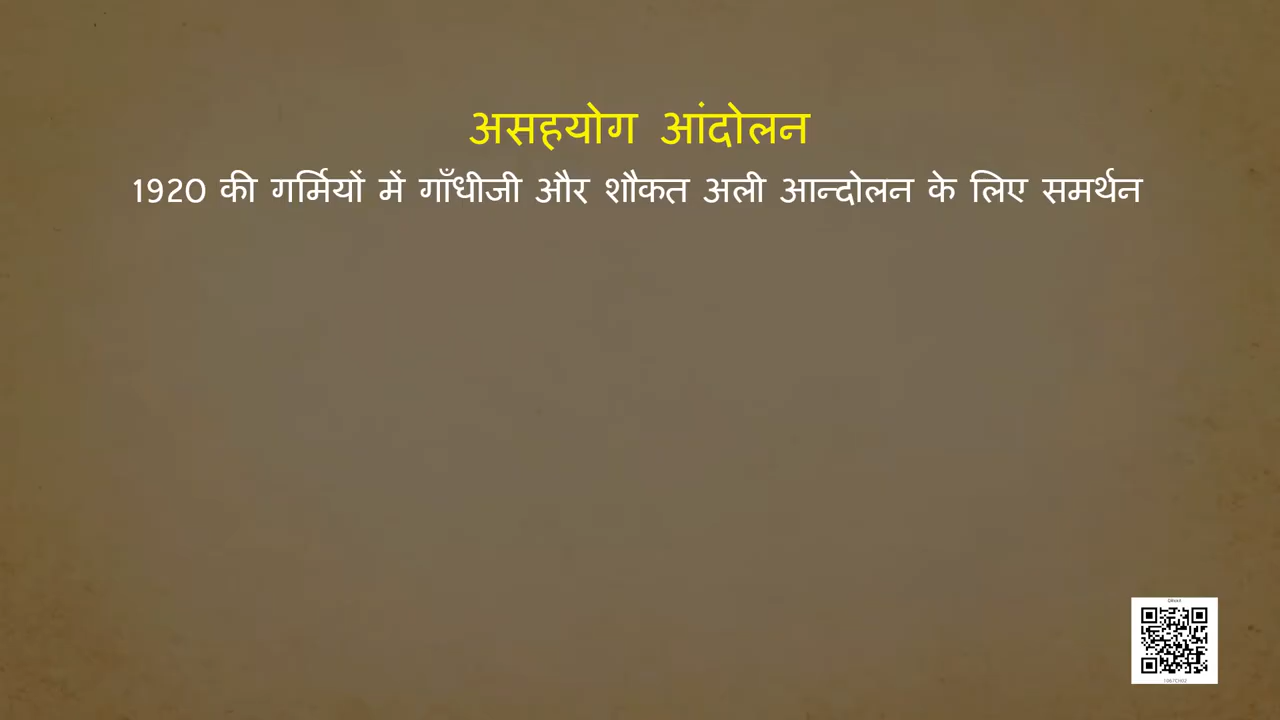 असहयोग आंदोलन
1920 की गर्मियों में गाँधीजी और शौकत अली आन्दोलन के लिए समर्थन